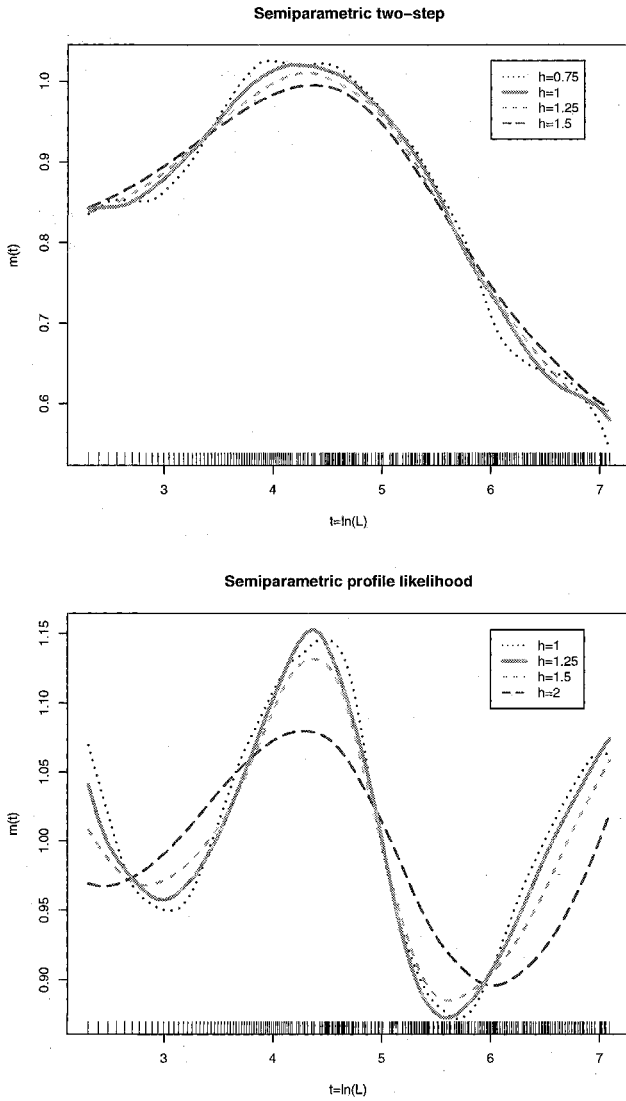 Semiparametric two-step
m(t)
1.0
0.9
0.8
0.7
0.6
h=0.75
h=1
h=1.25
h=1.5
3 4 5 6 7
t=ln(L)
Semiparametric profile likelihood
m(t)
1.15
1.10
1.05
1.00
0.95
0.90
h=1
h=1.25
h=1.5
h=2
3 4 5 6 7
t=ln(L)